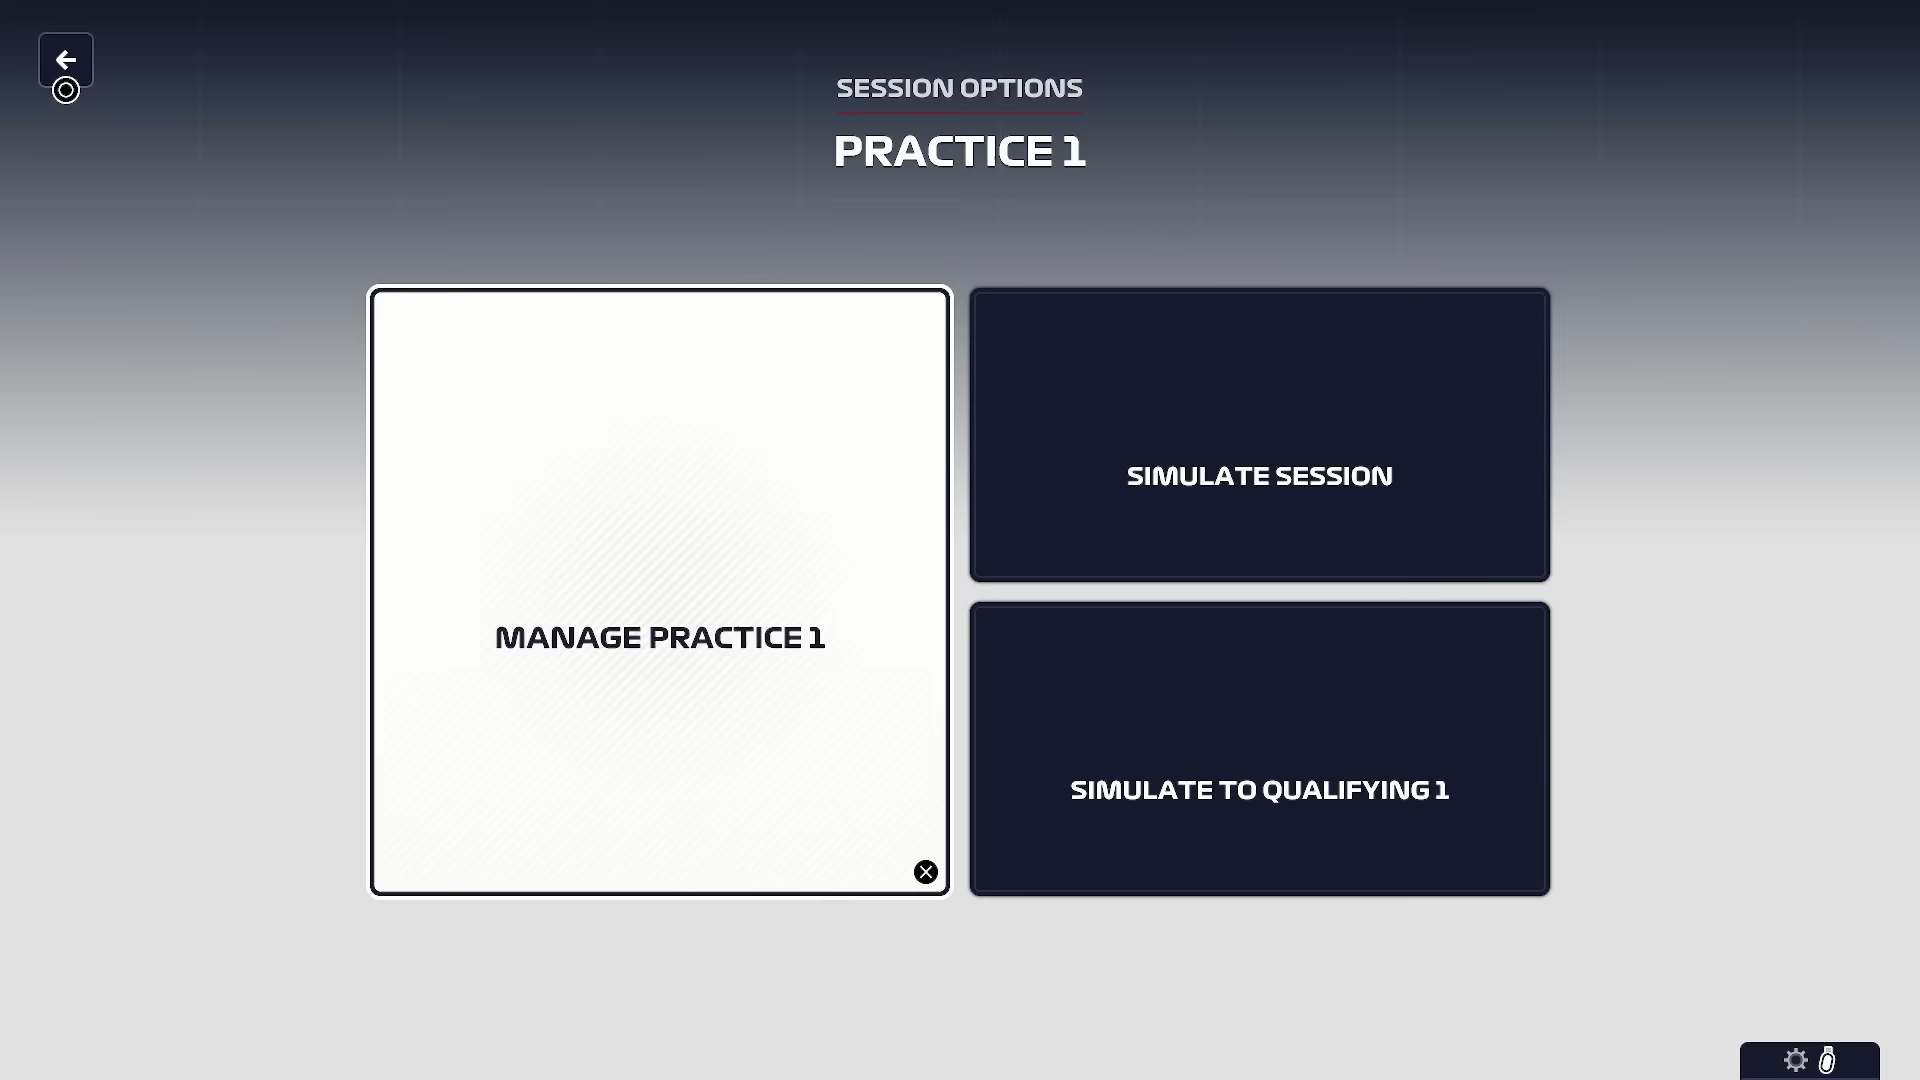 SESSION OPTIONS
PRACTICE 1
MANAGE PRACTICE 1
SIMULATE SESSION
SIMULATE TO QUALIFYING 1